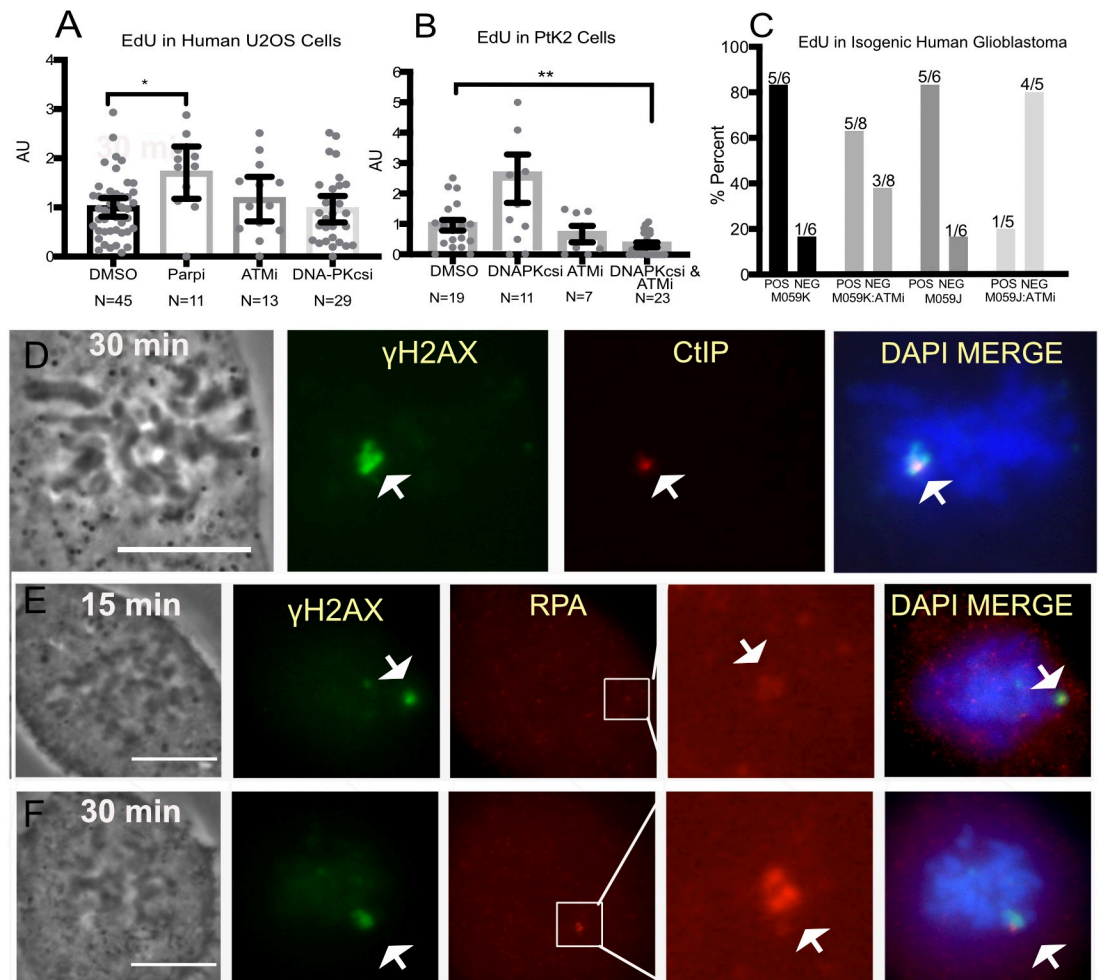 A
EdU in Human U2OS Cells
4
3
2
1
0
AU
*
30 min
DMSO Parpi ATMi DNA-PKcsi
N=45 N=11 N=13 N=29
B
EdU in PtK2 Cells
6
5
4
3
2
1
0
AU
**
DMSO DNAPKcsi ATMi DNAPKcsi &
ATMi
N=19 N=11 N=7 N=23
C
EdU in Isogenic Human Glioblastoma
100
80
60
40
20
0
% Percent
5/6 1/6 5/8 3/8 5/6 1/6 1/5 4/5
POS NEG POS NEG POS NEG POS NEG
M059K M059K:ATMi M059J M059J:ATMi
D 30 min γH2AX CtIP DAPI MERGE
E 15 min γH2AX RPA DAPI MERGE
F 30 min